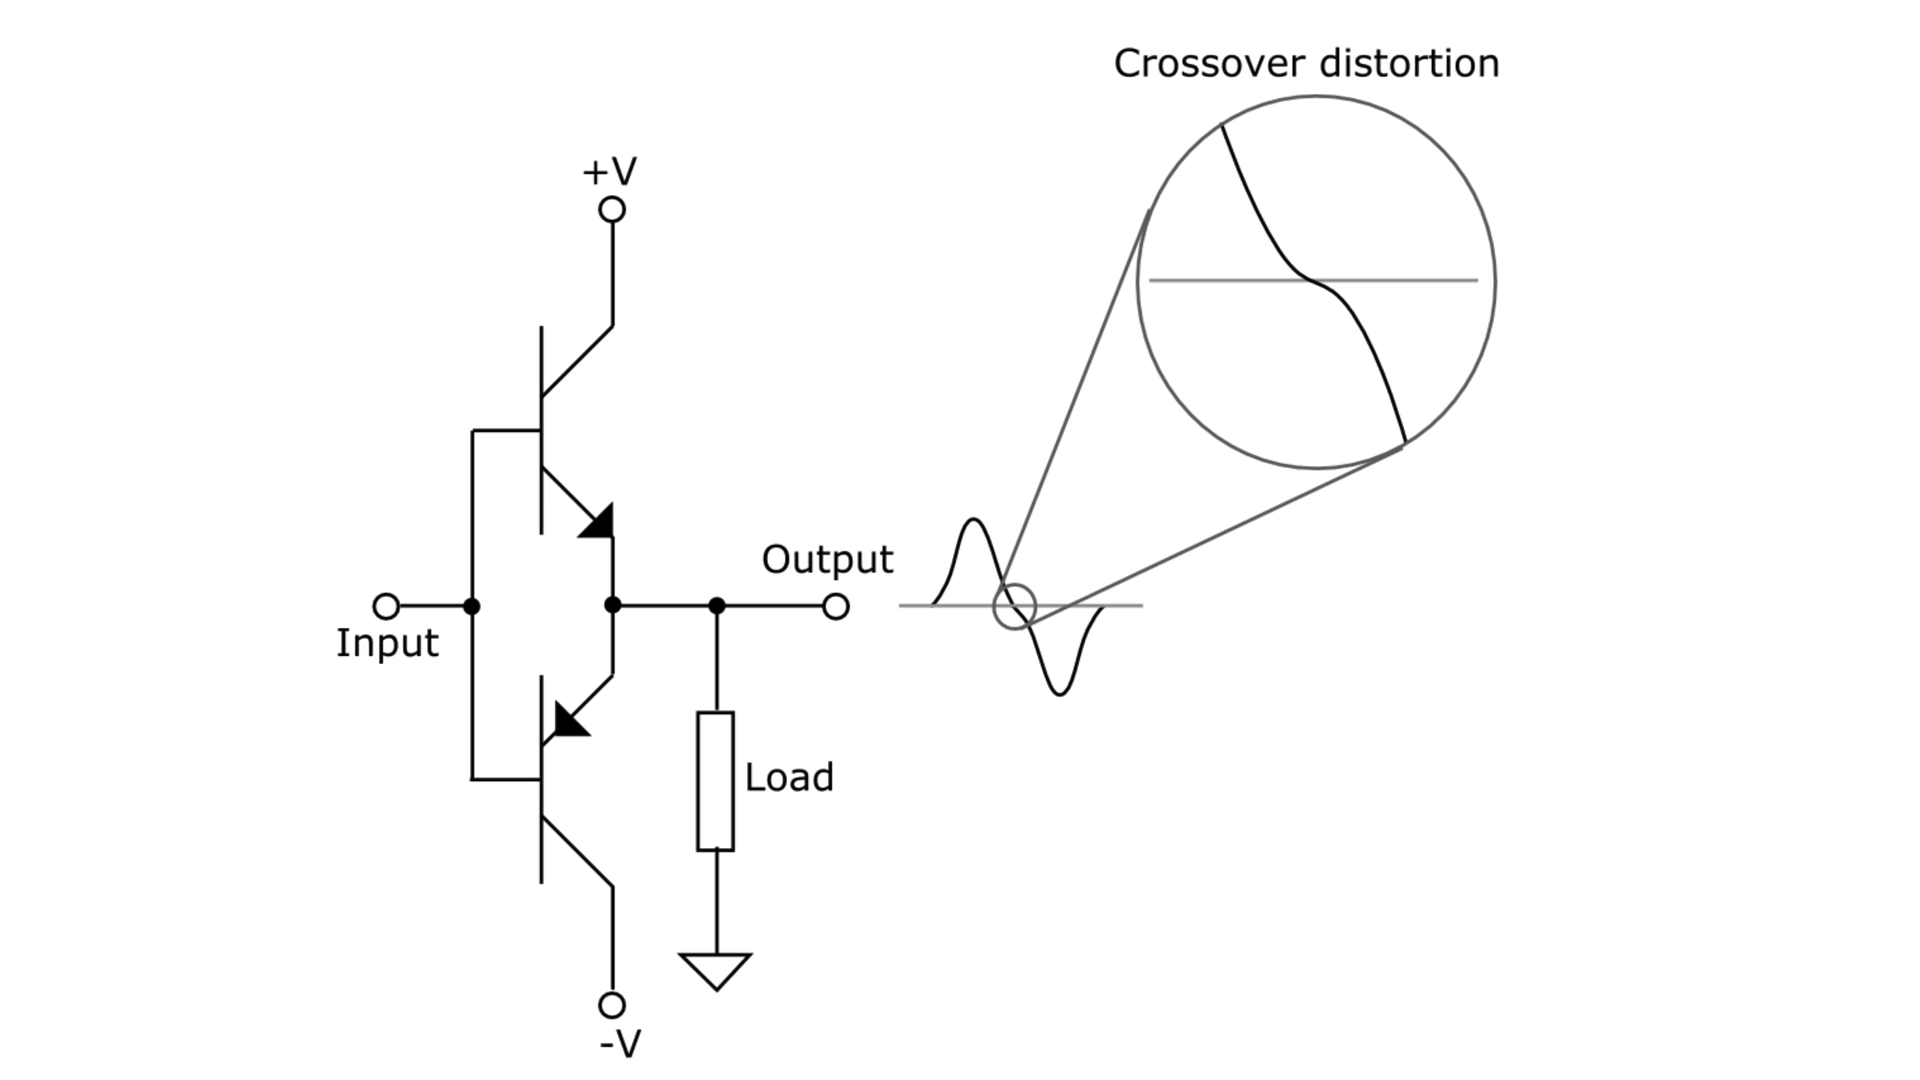 Crossover distortion
+V
Output
Input
Load
-V